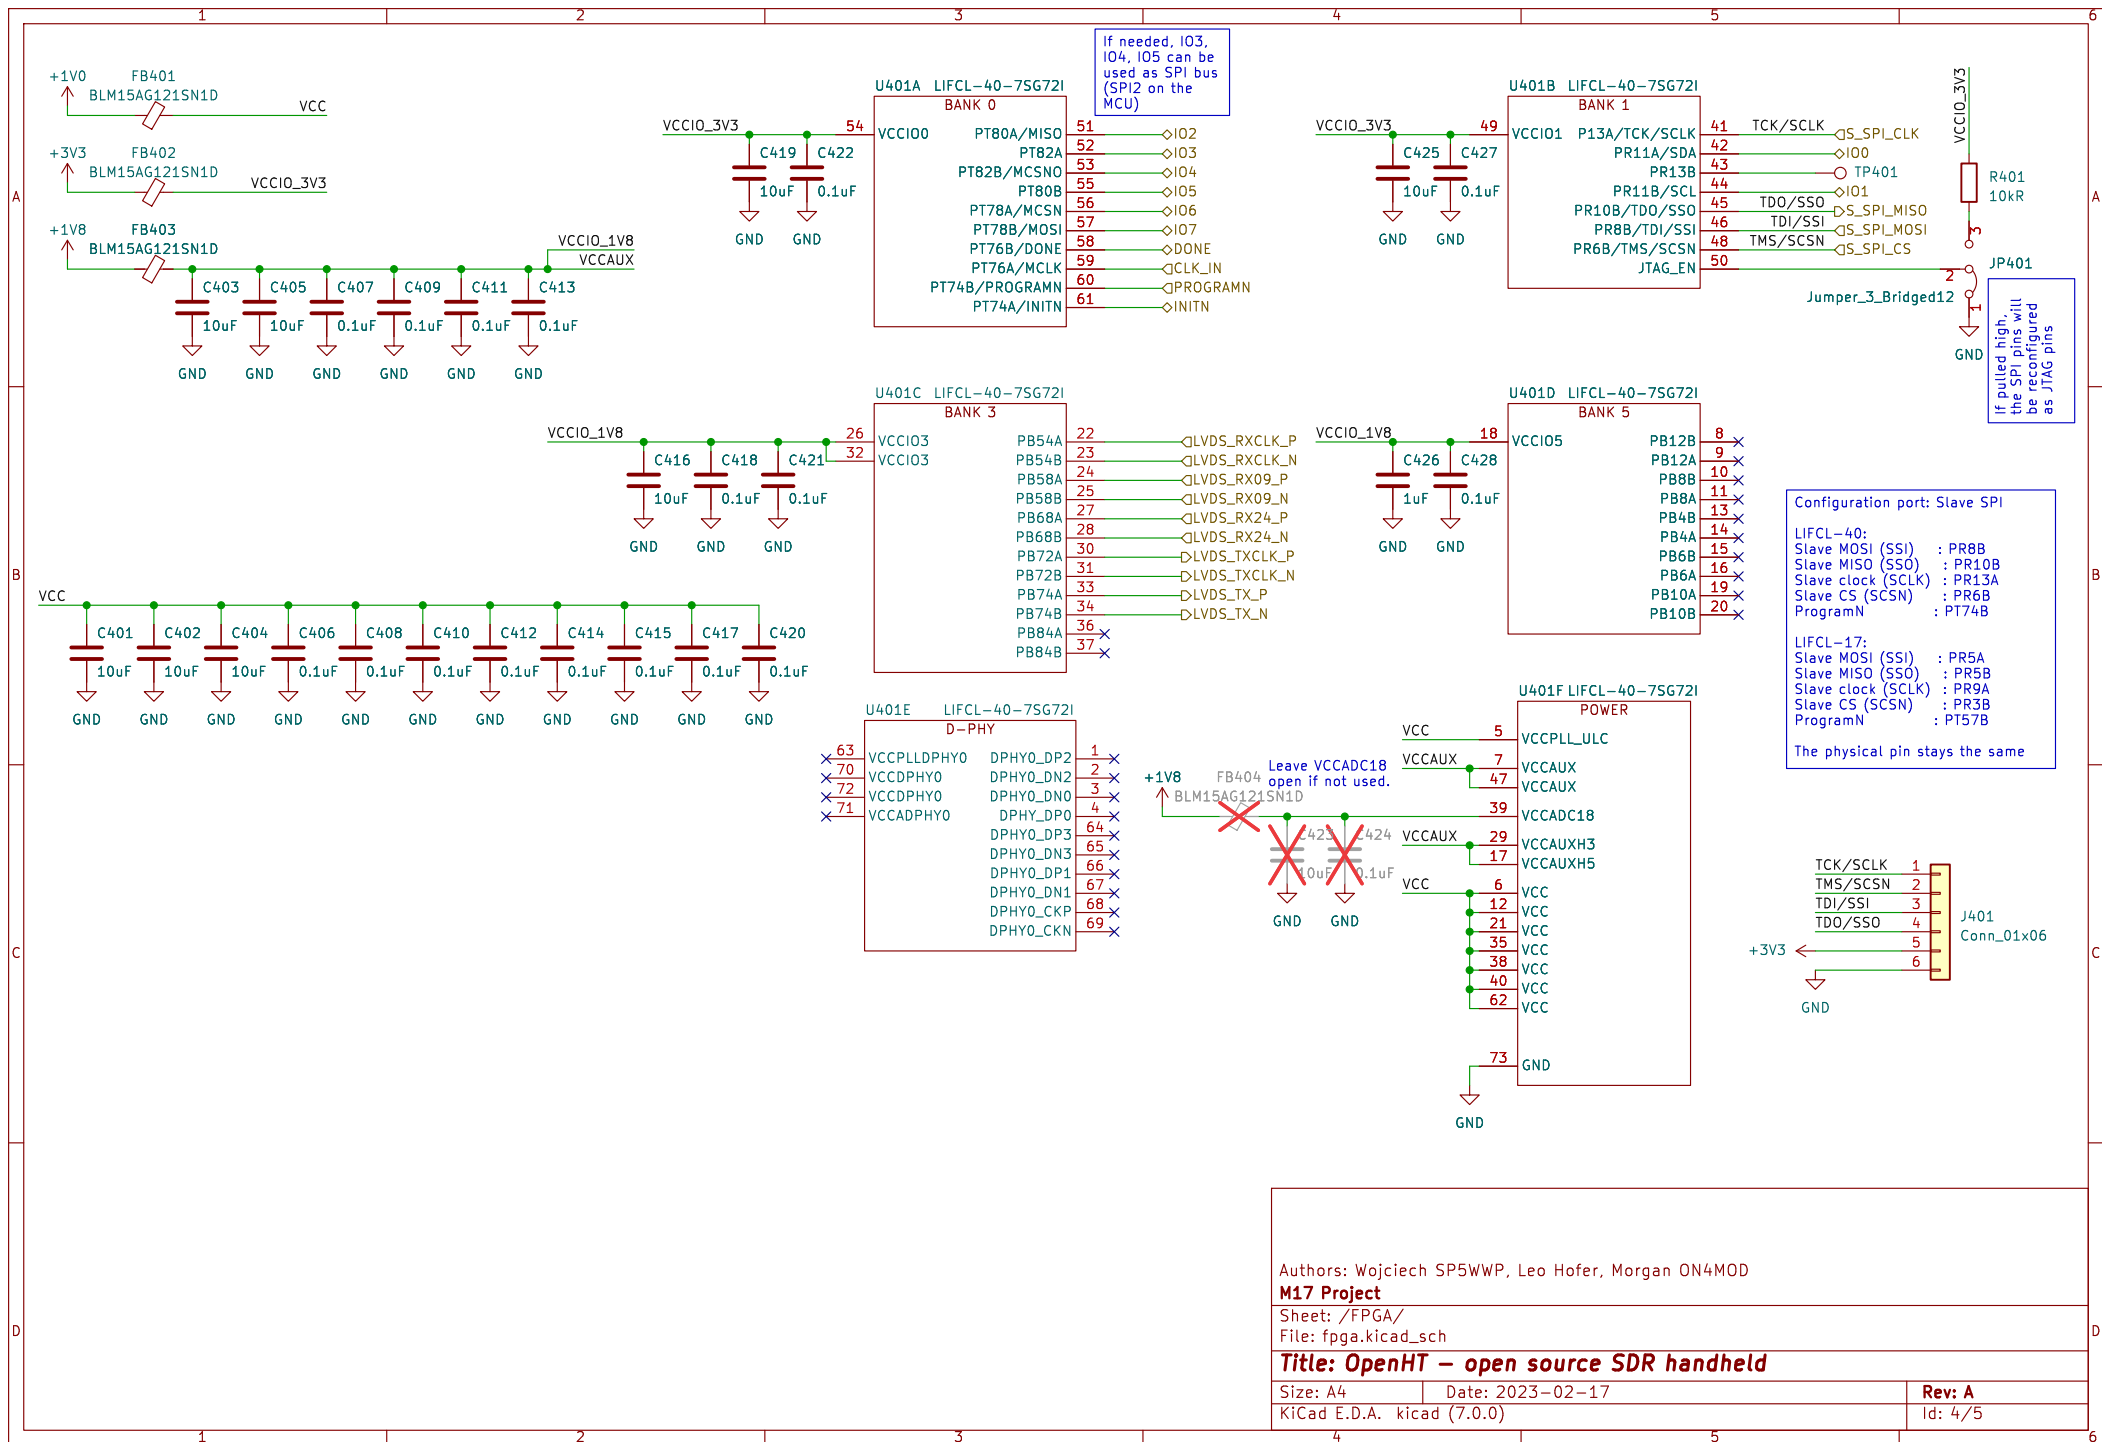 1 2 3 4 5 6
A
B
C
D
+1V0
FB401
BLM15AG121SN1D
VCC
+3V3
FB402
BLM15AG121SN1D
VCCIO_3V3
+1V8
FB403
BLM15AG121SN1D
VCCIO_1V8
VCCAUX
C403
10uF
GND
C405
10uF
GND
C407
0.1uF
GND
C409
0.1uF
GND
C411
0.1uF
GND
C413
0.1uF
GND
If needed, IO3,
IO4, IO5 can be
used as SPI bus
(SPI2 on the
MCU)
U401A LIFCL-40-7SG72I
BANK 0
VCCIO_3V3
54 VCCIO0
C419
10uF
GND
C422
0.1uF
GND
PT80A/MISO 51 IO2
PT82A 52 IO3
PT82B/MCSNO 53 IO4
PT80B 55 IO5
PT78A/MCSN 56 IO6
PT78B/MOSI 57 IO7
PT76B/DONE 58 DONE
PT76A/MCLK 59 CLK_IN
PT74B/PROGRAMN 60 PROGRAMN
PT74A/INITN 61 INITN
U401B LIFCL-40-7SG72I
BANK 1
VCCIO_3V3
49 VCCIO1
C425
10uF
GND
C427
0.1uF
GND
P13A/TCK/SCLK 41 TCK/SCLK S_SPI_CLK
PR11A/SDA 42 IO0
PR13B 43 TP401
PR11B/SCL 44 IO1
PR10B/TDO/SSO 45 TDO/SSO S_SPI_MISO
PR8B/TDI/SSI 46 TDI/SSI S_SPI_MOSI
PR6B/TMS/SCSN 48 TMS/SCSN S_SPI_CS
JTAG_EN 50
VCCIO_3V3
R401
10kR
3
2
1
JP401
Jumper_3_Bridged12
GND
If pulled high,
the SPI pins will
be reconfigured
as JTAG pins
U401C LIFCL-40-7SG72I
BANK 3
VCCIO_1V8
26 VCCIO3
32 VCCIO3
C416
10uF
GND
C418
0.1uF
GND
C421
0.1uF
GND
PB54A 22 LVDS_RXCLK_P
PB54B 23 LVDS_RXCLK_N
PB58A 24 LVDS_RX09_P
PB58B 25 LVDS_RX09_N
PB68A 27 LVDS_RX24_P
PB68B 28 LVDS_RX24_N
PB72A 30 LVDS_TXCLK_P
PB72B 31 LVDS_TXCLK_N
PB74A 33 LVDS_TX_P
PB74B 34 LVDS_TX_N
PB84A 36
PB84B 37
U401D LIFCL-40-7SG72I
BANK 5
VCCIO_1V8
18 VCCIO5
C426
1uF
GND
C428
0.1uF
GND
PB12B 8
PB12A 9
PB8B 10
PB8A 11
PB4B 13
PB4A 14
PB6B 15
PB6A 16
PB10A 19
PB10B 20
Configuration port: Slave SPI
LIFCL-40:
Slave MOSI (SSI) : PR8B
Slave MISO (SSO) : PR10B
Slave clock (SCLK) : PR13A
Slave CS (SCSN) : PR6B
ProgramN : PT74B
LIFCL-17:
Slave MOSI (SSI) : PR5A
Slave MISO (SSO) : PR5B
Slave clock (SCLK) : PR9A
Slave CS (SCSN) : PR3B
ProgramN : PT57B
The physical pin stays the same
VCC
C401
10uF
GND
C402
10uF
GND
C404
10uF
GND
C406
0.1uF
GND
C408
0.1uF
GND
C410
0.1uF
GND
C412
0.1uF
GND
C414
0.1uF
GND
C415
0.1uF
GND
C417
0.1uF
GND
C420
0.1uF
GND
U401E LIFCL-40-7SG72I
D-PHY
63 VCCPLLDPHY0
70 VCCDPHY0
72 VCCDPHY0
71 VCCADPHY0
DPHY0_DP2 1
DPHY0_DN2 2
DPHY0_DN0 3
DPHY_DP0 4
DPHY0_DP3 64
DPHY0_DN3 65
DPHY0_DP1 66
DPHY0_DN1 67
DPHY0_CKP 68
DPHY0_CKN 69
+1V8
FB404
BLM15AG121SN1D
Leave VCCADC18
open if not used.
C423
10uF
GND
C424
0.1uF
GND
U401F LIFCL-40-7SG72I
POWER
VCC 5 VCCPLL_ULC
VCCAUX 7 VCCAUX
47 VCCAUX
39 VCCADC18
VCCAUX 29 VCCAUXH3
17 VCCAUXH5
VCC 6 VCC
12 VCC
21 VCC
35 VCC
38 VCC
40 VCC
62 VCC
73 GND
GND
TCK/SCLK 1
TMS/SCSN 2
TDI/SSI 3
TDO/SSO 4
+3V3 5
6
GND
J401
Conn_01x06
Authors: Wojciech SP5WWP, Leo Hofer, Morgan ON4MOD
M17 Project
Sheet: /FPGA/
File: fpga.kicad_sch
Title: OpenHT – open source SDR handheld
Size: A4 Date: 2023-02-17 Rev: A
KiCad E.D.A. kicad (7.0.0) Id: 4/5
A
B
C
D
1 2 3 4 5 6